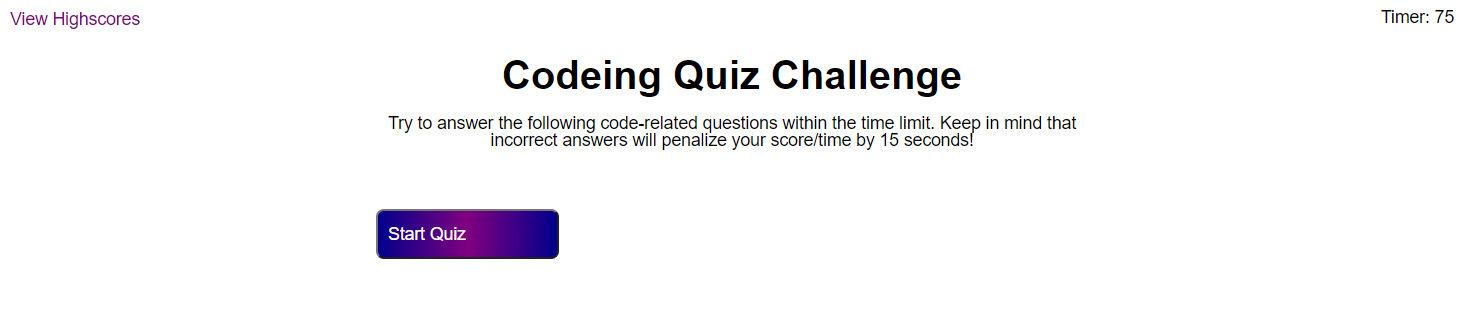 View Highscores
Timer: 75
Codeing Quiz Challenge
Try to answer the following code-related questions within the time limit. Keep in mind that
incorrect answers will penalize your score/time by 15 seconds!
Start Quiz